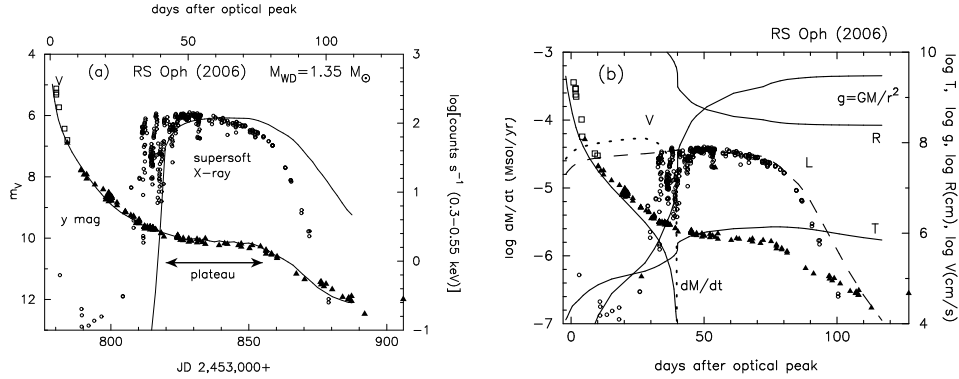 days after optical peak
0 50 100
(a) RS Oph (2006) M_WD=1.35 M_⊙
V
supersoft
X-ray
y mag
plateau
m_V
4
6
8
10
12
3
2
1
0
-1
log[counts s^-1 (0.3-0.55 keV)]
800 850 900
JD 2,453,000+
RS Oph (2006)
(b)
g=GM/r^2
V
R
L
T
dM/dt
log dM/dt (Msol/yr)
-3
-4
-5
-6
-7
10
8
6
4
log T, log g, log R(cm), log V(cm/s)
0 50 100
days after optical peak